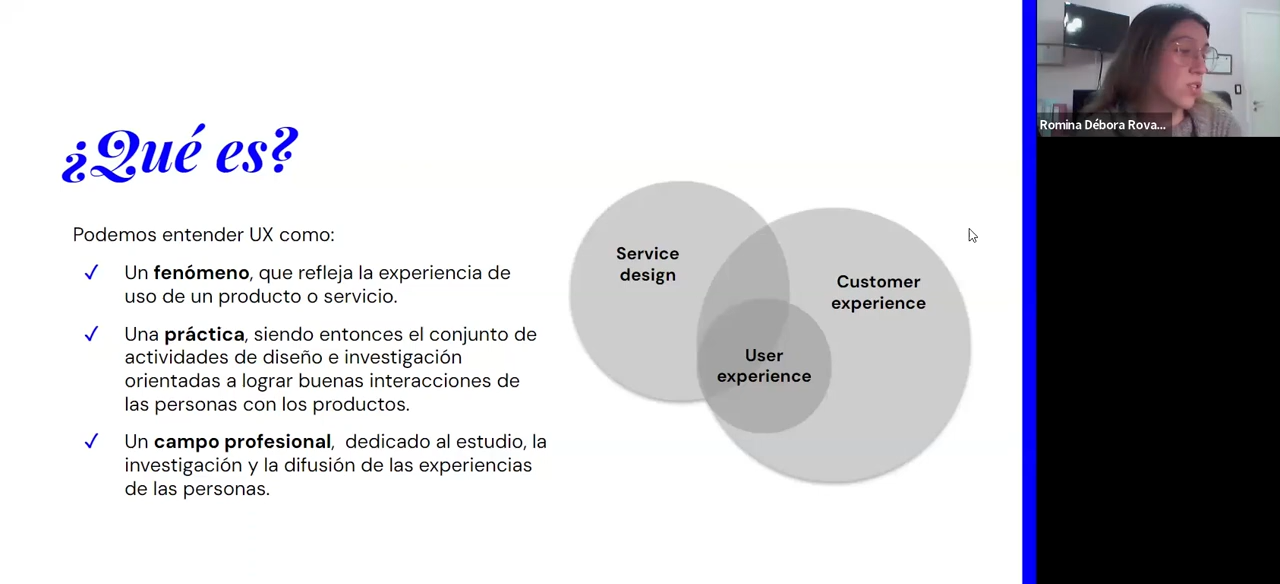 ¿Qué es?
Podemos entender UX como:
✓ Un fenómeno, que refleja la experiencia de
uso de un producto o servicio.
✓ Una práctica, siendo entonces el conjunto de
actividades de diseño e investigación
orientadas a lograr buenas interacciones de
las personas con los productos.
✓ Un campo profesional, dedicado al estudio, la
investigación y la difusión de las experiencias
de las personas.
Service
design
Customer
experience
User
experience
Romina Débora Rova...